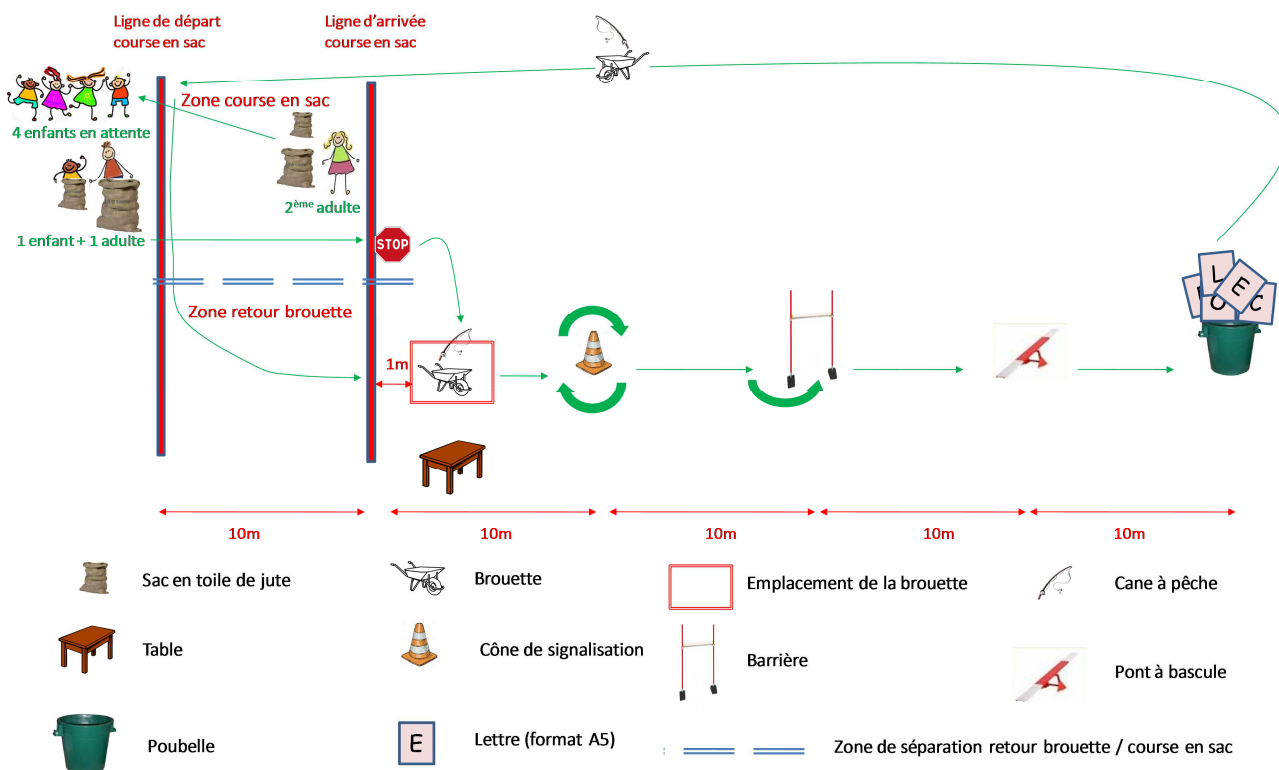 Ligne de départ
course en sac
Ligne d'arrivée
course en sac
Zone course en sac
4 enfants en attente
2ème adulte
1 enfant + 1 adulte
STOP
Zone retour brouette
1m
L
E
C
O
10m
10m
10m
10m
10m
Sac en toile de jute
Brouette
Emplacement de la brouette
Cane à pêche
Table
Cône de signalisation
Barrière
Pont à bascule
Poubelle
E
Lettre (format A5)
Zone de séparation retour brouette / course en sac